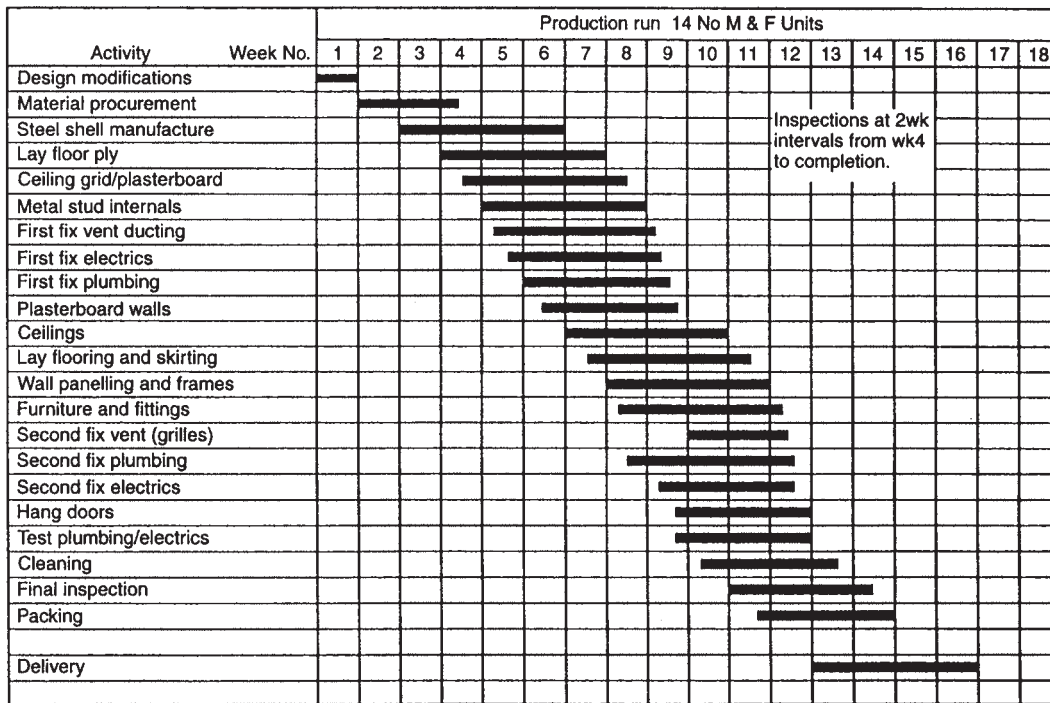 Production run 14 No M & F Units
Activity Week No. 1 2 3 4 5 6 7 8 9 10 11 12 13 14 15 16 17 18
Design modifications
Material procurement
Steel shell manufacture
Lay floor ply
Ceiling grid/plasterboard
Metal stud internals
First fix vent ducting
First fix electrics
First fix plumbing
Plasterboard walls
Ceilings
Lay flooring and skirting
Wall panelling and frames
Furniture and fittings
Second fix vent (grilles)
Second fix plumbing
Second fix electrics
Hang doors
Test plumbing/electrics
Cleaning
Final inspection
Packing
Delivery
Inspections at 2wk
intervals from wk4
to completion.